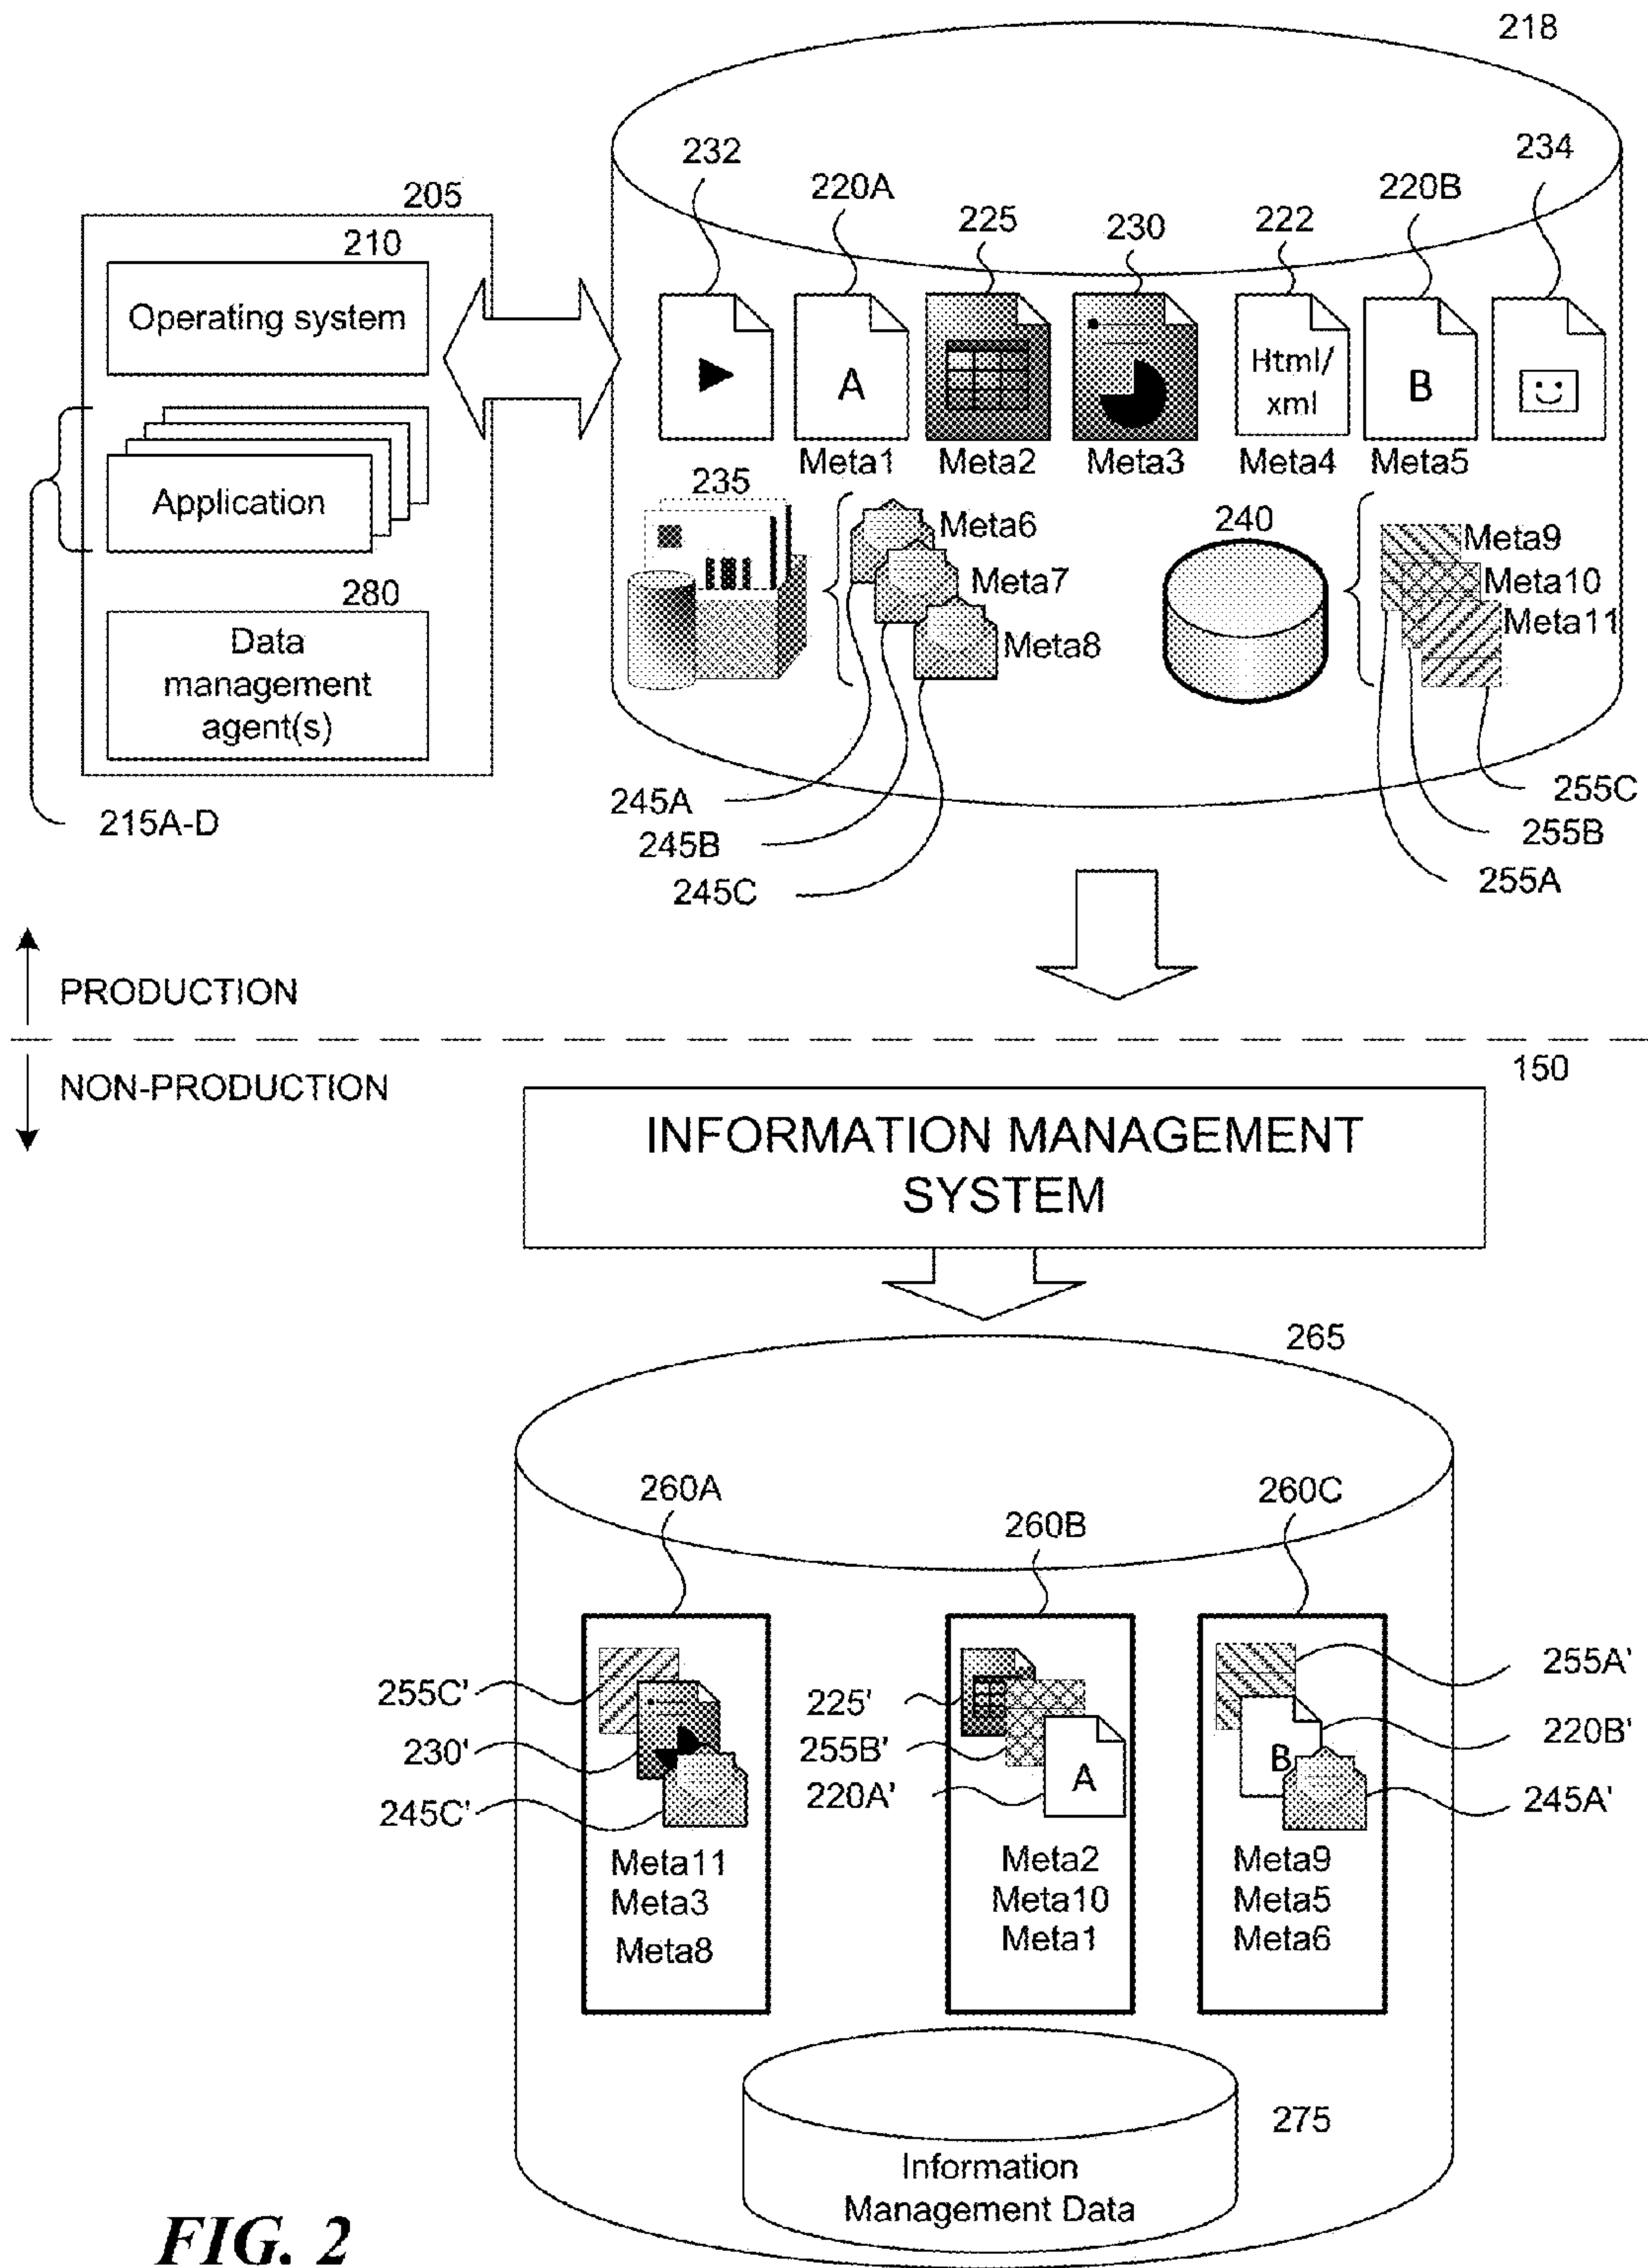 218
232
234
220A
220B
205
225
230
222
210
Operating system
Html/
xml
A
B
Meta1
Meta2
Meta3
Meta4
Meta5
235
Application
240
Meta6
Meta9
Meta7
Meta10
280
Meta11
Data
management
agent(s)
Meta8
245A
255C
215A-D
245B
255B
245C
255A
PRODUCTION
NON-PRODUCTION
150
INFORMATION MANAGEMENT
SYSTEM
265
260A
260B
260C
255C'
225'
255A'
230'
255B'
B
220B'
245C'
220A'
A
245A'
Meta11
Meta3
Meta8
Meta2
Meta10
Meta1
Meta9
Meta5
Meta6
275
Information
Management Data
FIG. 2